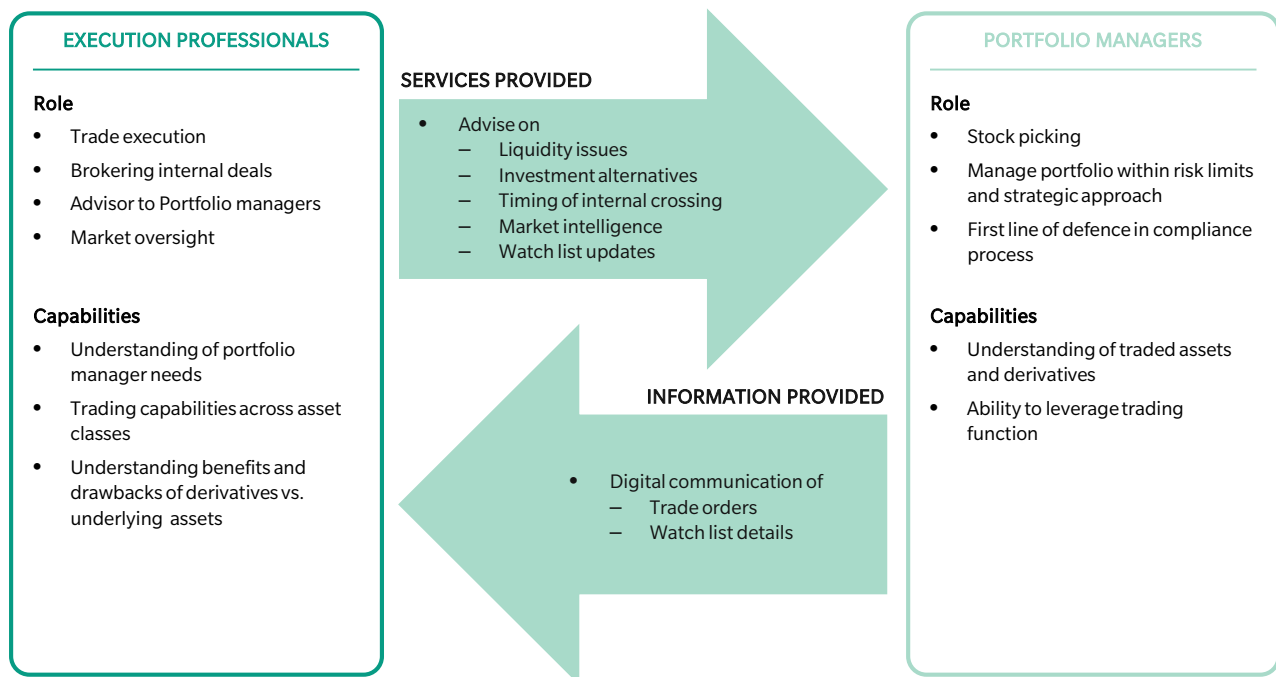 EXECUTION PROFESSIONALS
Role
• Trade execution
• Brokering internal deals
• Advisor to Portfolio managers
• Market oversight
Capabilities
• Understanding of portfolio
manager needs
• Trading capabilities across asset
classes
• Understanding benefits and
drawbacks of derivatives vs.
underlying assets
SERVICES PROVIDED
• Advise on
– Liquidity issues
– Investment alternatives
– Timing of internal crossing
– Market intelligence
– Watch list updates
INFORMATION PROVIDED
• Digital communication of
– Trade orders
– Watch list details
PORTFOLIO MANAGERS
Role
• Stock picking
• Manage portfolio within risk limits
and strategic approach
• First line of defence in compliance
process
Capabilities
• Understanding of traded assets
and derivatives
• Ability to leverage trading
function